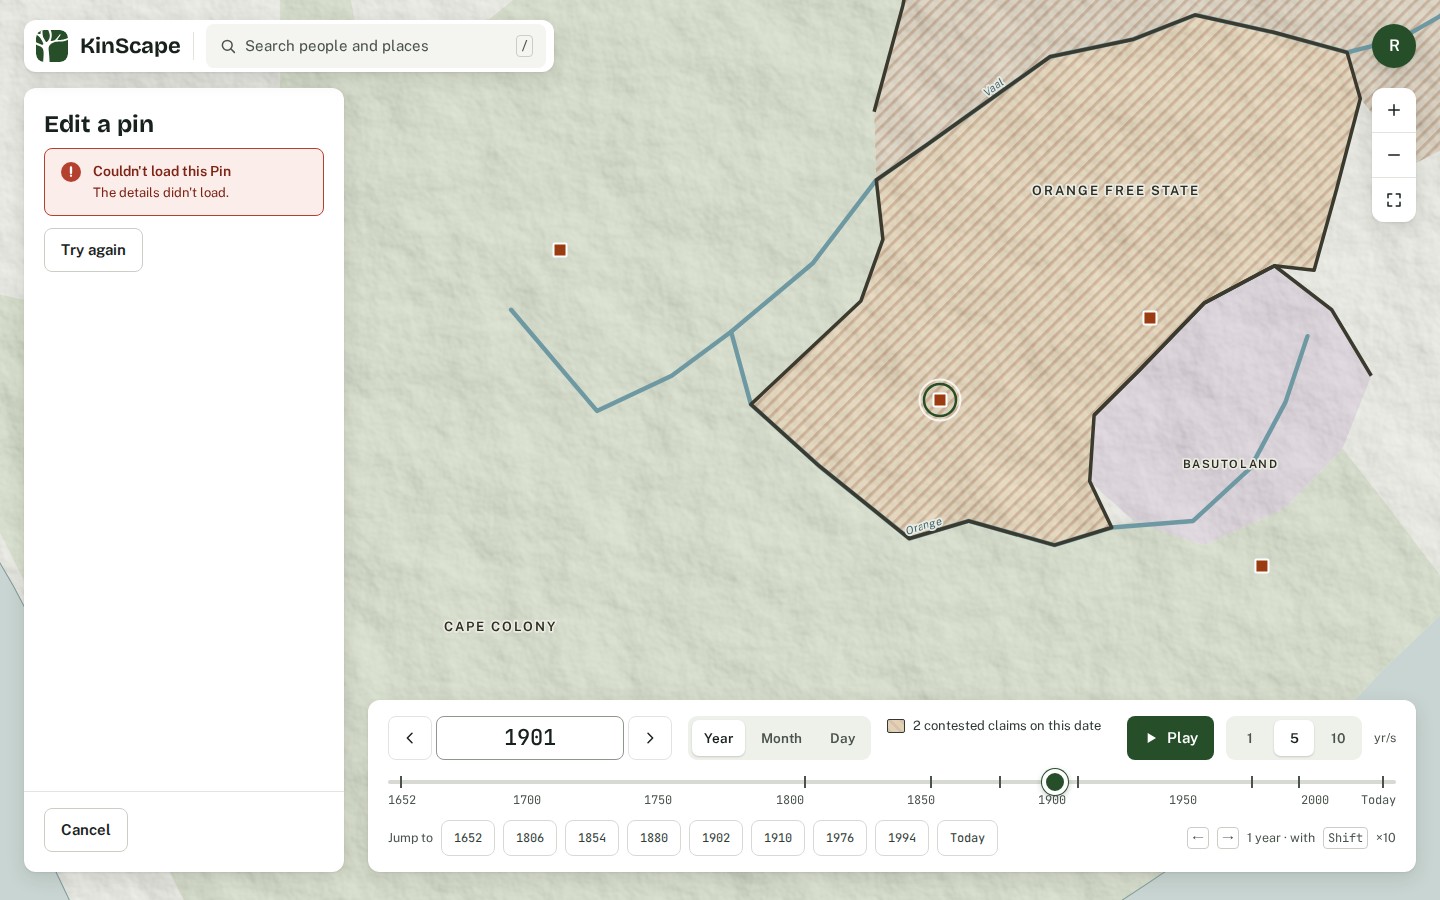 KinScape
Search people and places
/
R
Edit a pin
Couldn't load this Pin
The details didn't load.
Try again
Cancel
Vaal
ORANGE FREE STATE
BASUTOLAND
Orange
CAPE COLONY
1901
Year
Month
Day
2 contested claims on this date
Play
1
5
10
yr/s
1652
1700
1750
1800
1850
1900
1950
2000
Today
Jump to
1652
1806
1854
1880
1902
1910
1976
1994
Today
← → 1 year · with Shift ×10